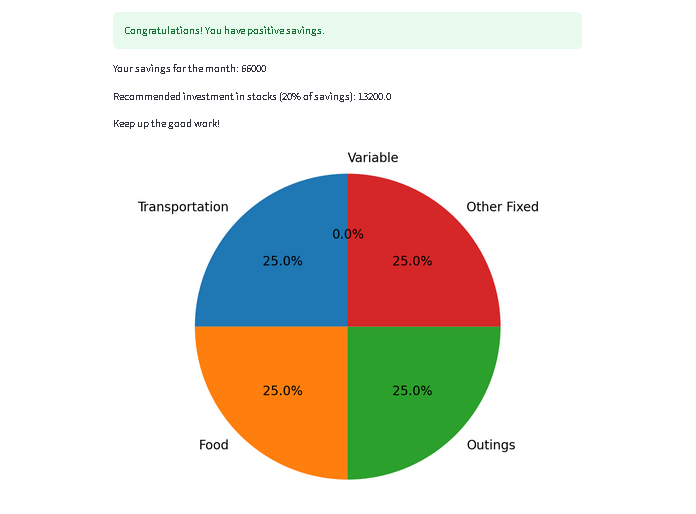 Congratulations! You have positive savings.
Your savings for the month: 66000
Recommended investment in stocks (20% of savings): 13200.0
Keep up the good work!
Variable
Transportation
Other Fixed
0.0%
25.0%
25.0%
25.0%
25.0%
Food
Outings